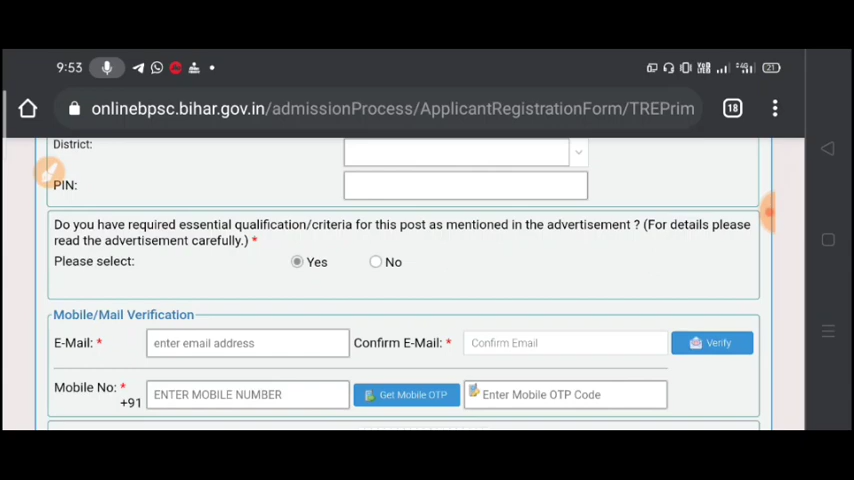 9:53
21
onlinebpsc.bihar.gov.in/admissionProcess/ApplicantRegistrationForm/TREPrim
18
District:
PIN:
Do you have required essential qualification/criteria for this post as mentioned in the advertisement ? (For details please
read the advertisement carefully.) *
Please select: Yes No
Mobile/Mail Verification
E-Mail: * enter email address Confirm E-Mail: * Confirm Email Verify
Mobile No: *
+91 ENTER MOBILE NUMBER Get Mobile OTP Enter Mobile OTP Code